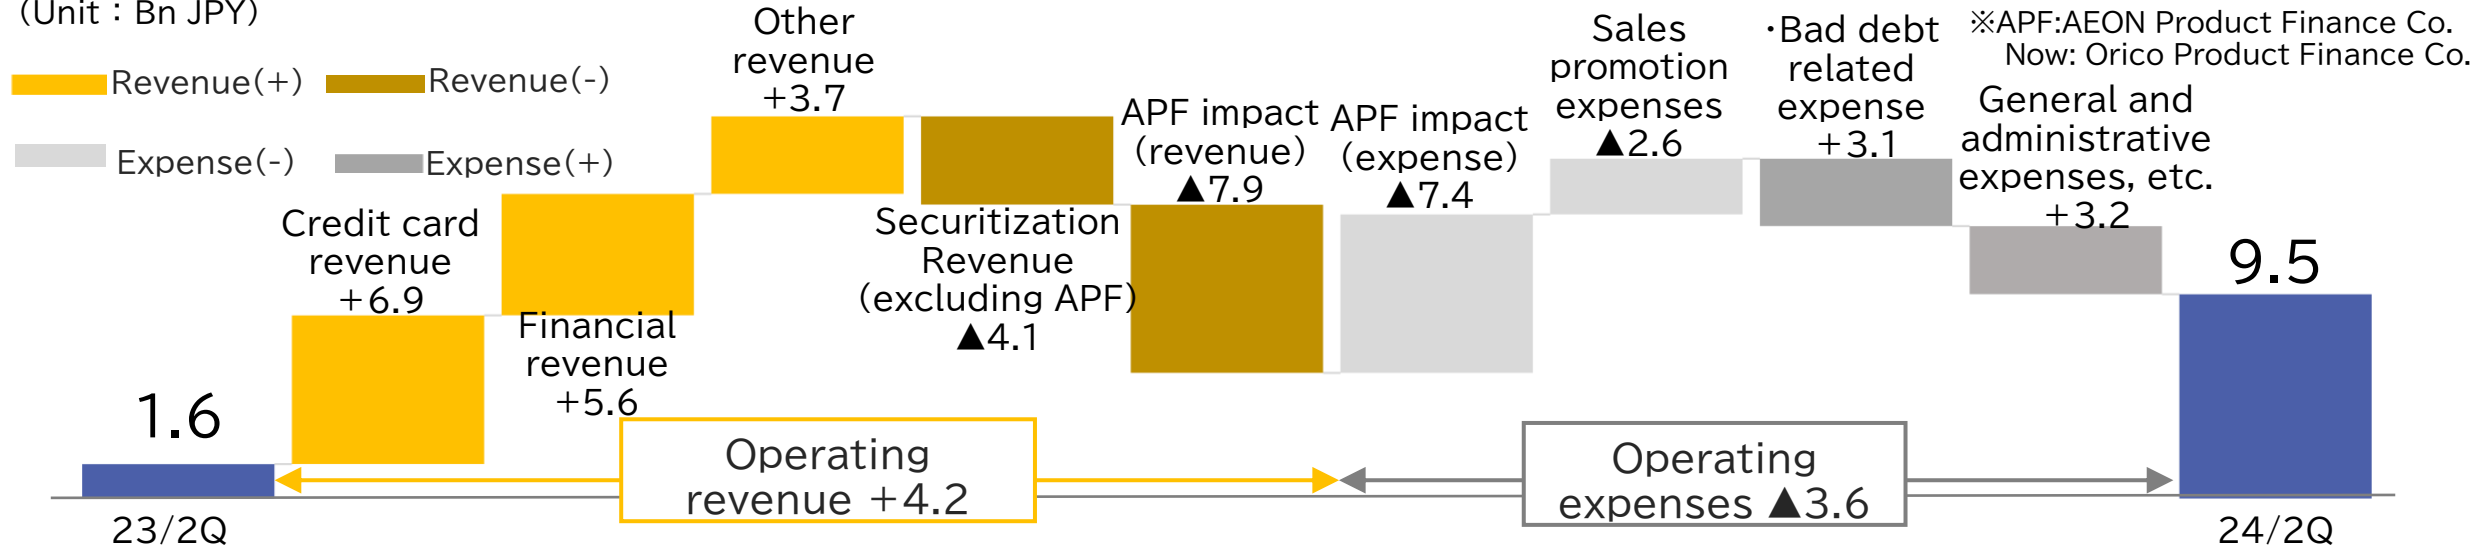 (Unit：Bn JPY)
Revenue(+)
Revenue(-)
Expense(-)
Expense(+)
1.6
23/2Q
Credit card
revenue
+6.9
Financial
revenue
+5.6
Other
revenue
+3.7
Securitization
Revenue
(excluding APF)
▲4.1
APF impact
(revenue)
▲7.9
APF impact
(expense)
▲7.4
Sales
promotion
expenses
▲2.6
・Bad debt
related
expense
+3.1
※APF:AEON Product Finance Co.
Now: Orico Product Finance Co.
General and
administrative
expenses, etc.
+3.2
9.5
24/2Q
Operating
revenue +4.2
Operating
expenses ▲3.6